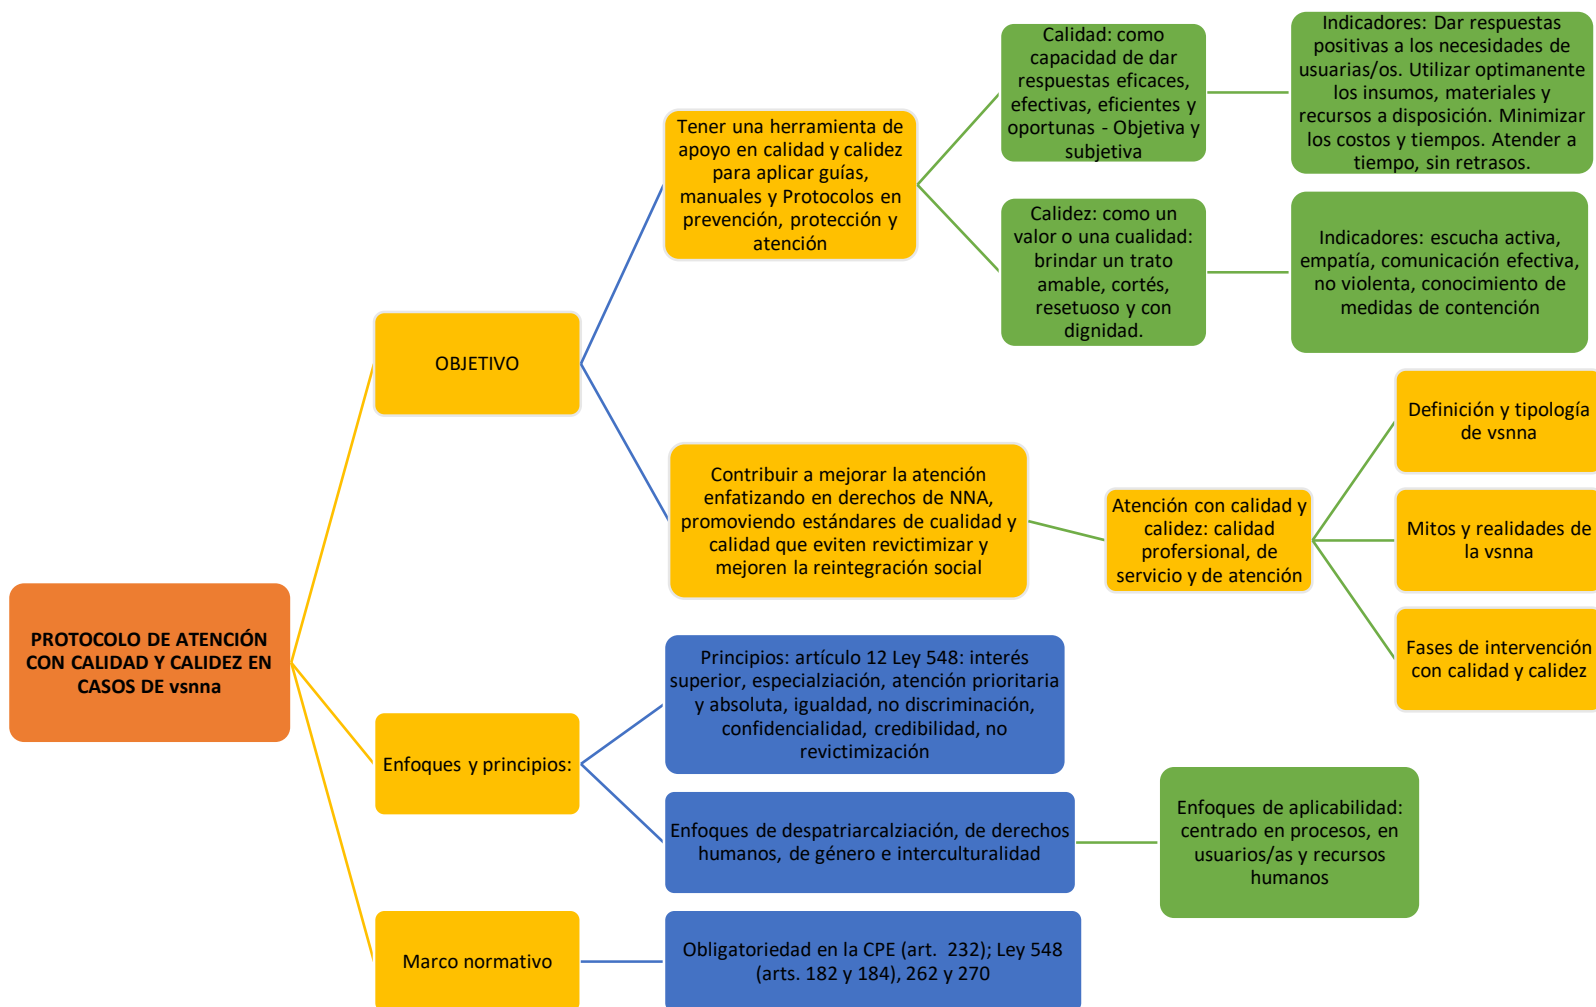 PROTOCOLO DE ATENCIÓN
CON CALIDAD Y CALIDEZ EN
CASOS DE vsnna
OBJETIVO
Tener una herramienta de
apoyo en calidad y calidez
para aplicar guías,
manuales y Protocolos en
prevención, protección y
atención
Calidad: como
capacidad de dar
respuestas eficaces,
efectivas, eficientes y
oportunas - Objetiva y
subjetiva
Indicadores: Dar respuestas
positivas a los necesidades de
usuarias/os. Utilizar optimanente
los insumos, materiales y
recursos a disposición. Minimizar
los costos y tiempos. Atender a
tiempo, sin retrasos.
Calidez: como un
valor o una cualidad:
brindar un trato
amable, cortés,
resetuoso y con
dignidad.
Indicadores: escucha activa,
empatía, comunicación efectiva,
no violenta, conocimiento de
medidas de contención
Contribuir a mejorar la atención
enfatizando en derechos de NNA,
promoviendo estándares de cualidad y
calidad que eviten revictimizar y
mejoren la reintegración social
Atención con calidad y
calidez: calidad
profersional, de
servicio y de atención
Definición y tipología
de vsnna
Mitos y realidades de
la vsnna
Fases de intervención
con calidad y calidez
Enfoques y principios:
Principios: artículo 12 Ley 548: interés
superior, especialziación, atención prioritaria
y absoluta, igualdad, no discriminación,
confidencialidad, credibilidad, no
revictimización
Enfoques de despatriarcalziación, de derechos
humanos, de género e interculturalidad
Enfoques de aplicabilidad:
centrado en procesos, en
usuarios/as y recursos
humanos
Marco normativo
Obligatoriedad en la CPE (art. 232); Ley 548
(arts. 182 y 184), 262 y 270